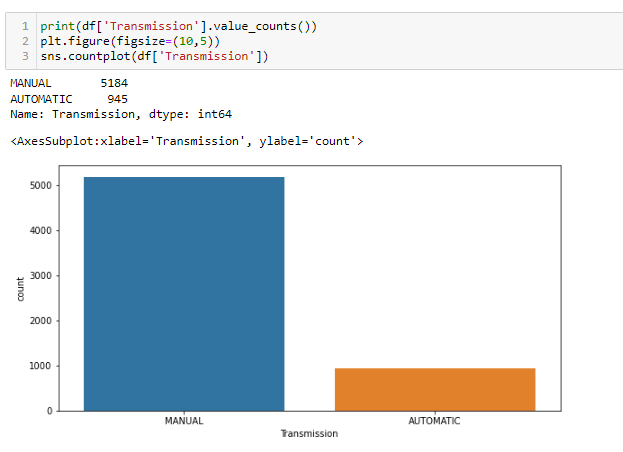 1 print(df['Transmission'].value_counts())
2 plt.figure(figsize=(10,5))
3 sns.countplot(df['Transmission'])
MANUAL 5184
AUTOMATIC 945
Name: Transmission, dtype: int64
<AxesSubplot:xlabel='Transmission', ylabel='count'>
5000
4000
3000
2000
1000
0
count
MANUAL AUTOMATIC
Transmission